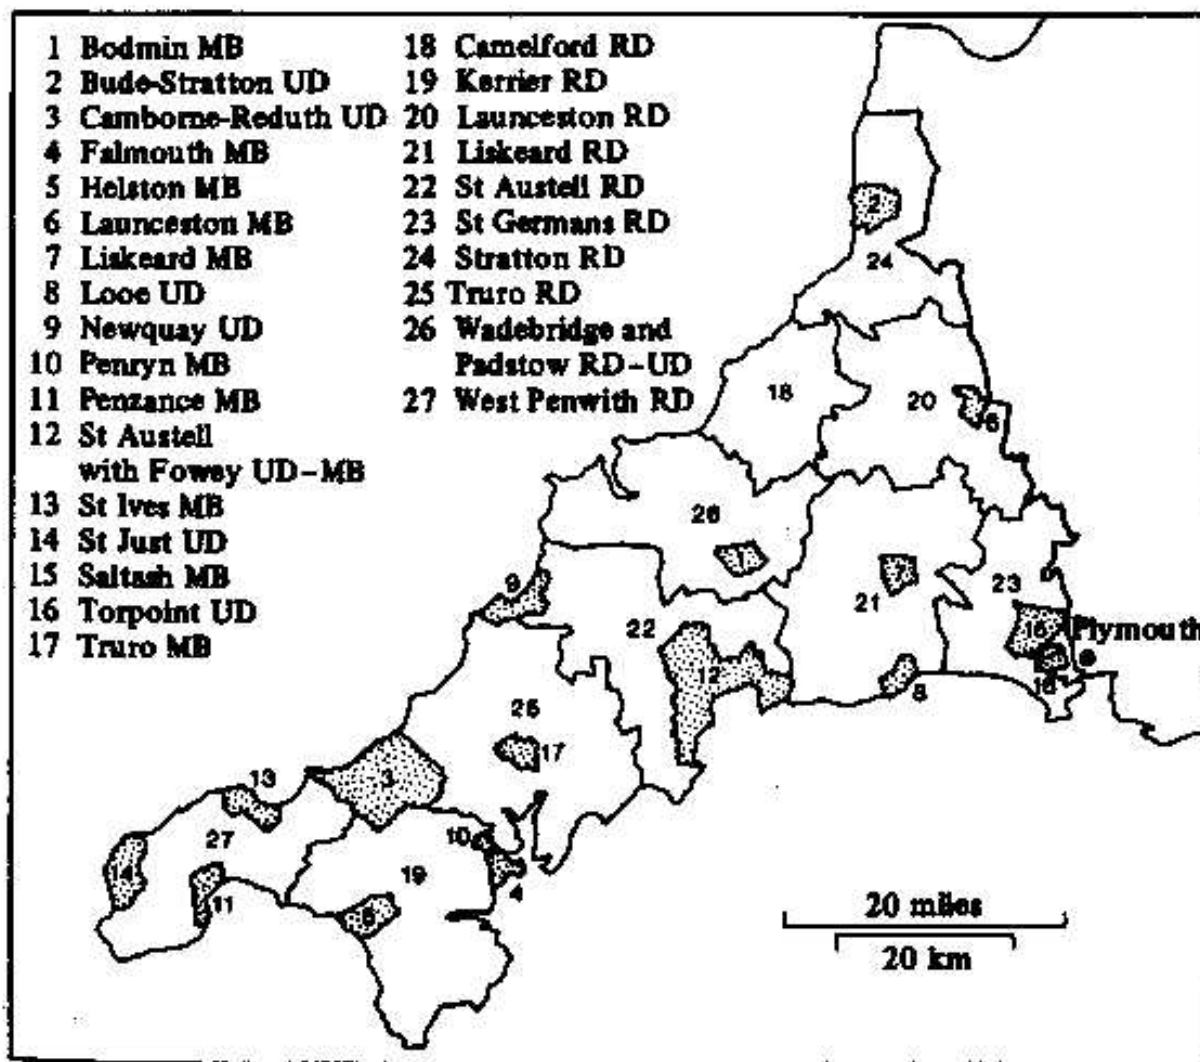 1 Bodmin MB
2 Bude-Stratton UD
3 Camborne-Reduth UD
4 Falmouth MB
5 Helston MB
6 Launceston MB
7 Liskeard MB
8 Looe UD
9 Newquay UD
10 Penryn MB
11 Penzance MB
12 St Austell
with Fowey UD-MB
13 St Ives MB
14 St Just UD
15 Saltash MB
16 Torpoint UD
17 Truro MB
18 Camelford RD
19 Kerrier RD
20 Launceston RD
21 Liskeard RD
22 St Austell RD
23 St Germans RD
24 Stratton RD
25 Truro RD
26 Wadebridge and
Padstow RD-UD
27 West Penwith RD
2
24
18
20
6
26
1
7
23
21
9
22
15
Plymouth
12
16
8
25
17
3
13
10
27
14
19
4
11
5
20 miles
20 km